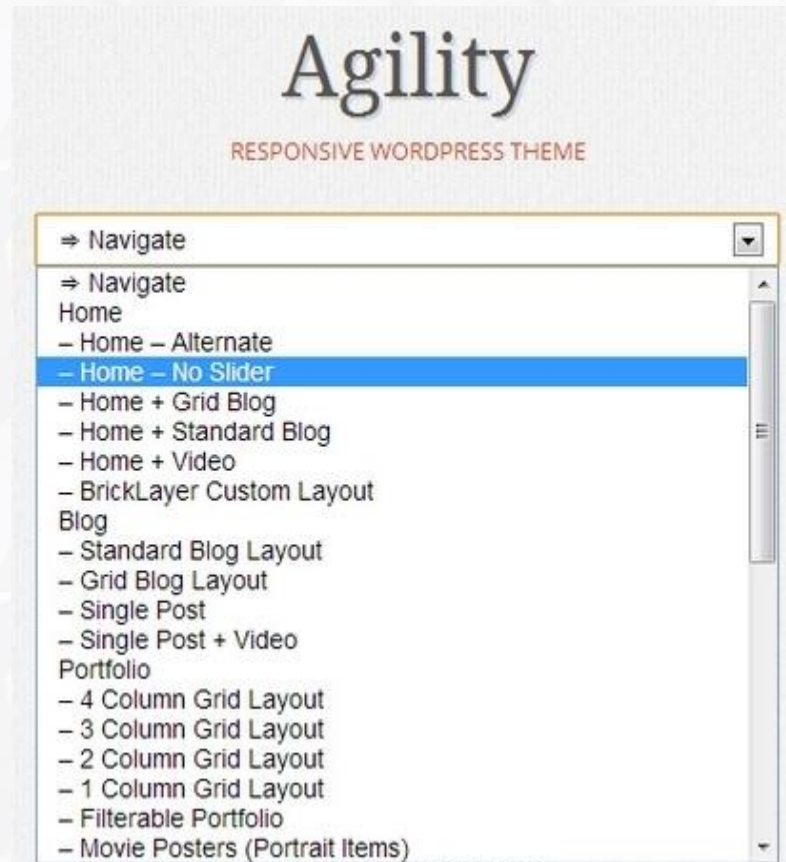 Agility
RESPONSIVE WORDPRESS THEME
⇒ Navigate
⇒ Navigate
Home
– Home – Alternate
– Home – No Slider
– Home + Grid Blog
– Home + Standard Blog
– Home + Video
– BrickLayer Custom Layout
Blog
– Standard Blog Layout
– Grid Blog Layout
– Single Post
– Single Post + Video
Portfolio
– 4 Column Grid Layout
– 3 Column Grid Layout
– 2 Column Grid Layout
– 1 Column Grid Layout
– Filterable Portfolio
– Movie Posters (Portrait Items)